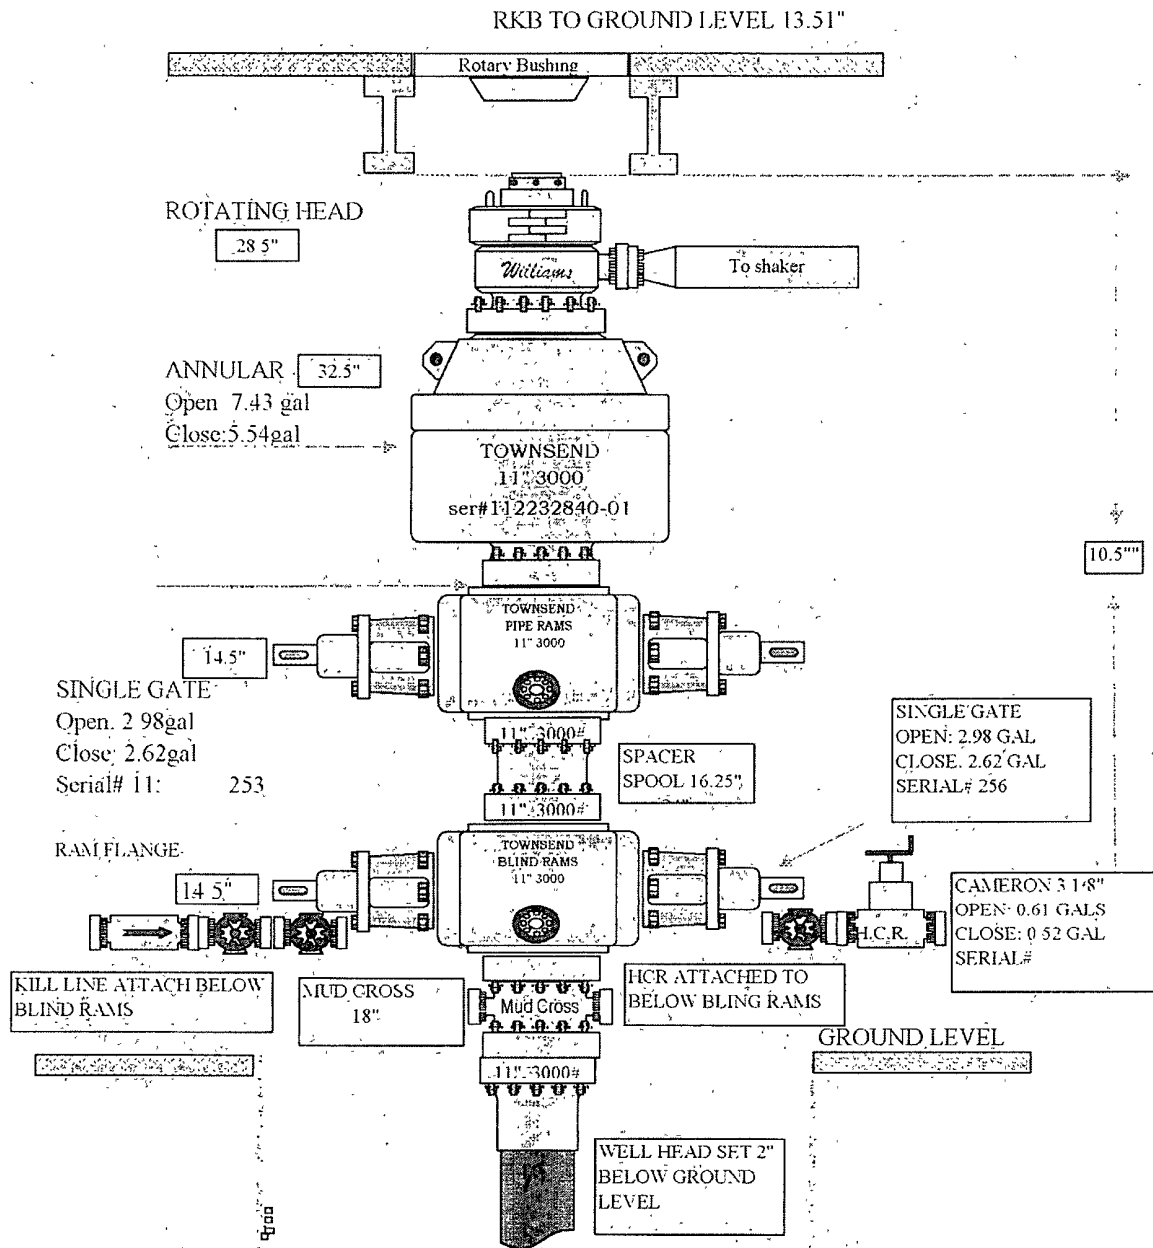 RKB TO GROUND LEVEL 13.51"
Rotary Bushing
ROTATING HEAD
28 5"
Williams
To shaker
ANNULAR
32.5"
Open 7.43 gal
Close:5.54gal
TOWNSEND
11" 3000
ser#112232840-01
10.5""
TOWNSEND
PIPE RAMS
11" 3000
14.5"
SINGLE GATE
Open. 2 98gal
Close: 2.62gal
Serial# 11: 253
11" 3000#
SPACER
SPOOL 16.25"
SINGLE GATE
OPEN: 2.98 GAL
CLOSE. 2.62 GAL
SERIAL# 256
11" 3000#
RAM FLANGE
TOWNSEND
BLIND RAMS
11" 3000
14 5"
H.C.R.
CAMERON 3 1/8"
OPEN: 0.61 GALS
CLOSE: 0 52 GAL
SERIAL#
KILL LINE ATTACH BELOW
BLIND RAMS
MUD CROSS
18"
Mud Cross
HCR ATTACHED TO
BELOW BLING RAMS
GROUND LEVEL
11" 3000#
WELL HEAD SET 2"
BELOW GROUND
LEVEL